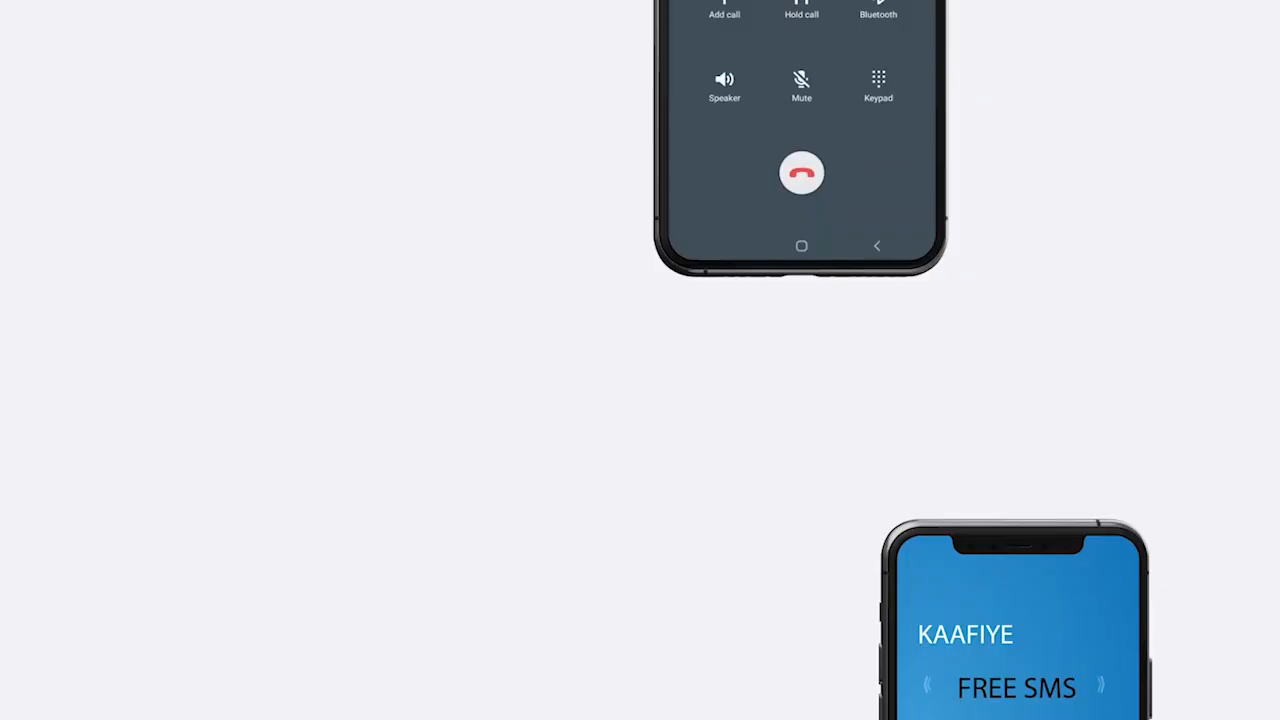 Add call Hold call Bluetooth
Speaker Mute Keypad
KAAFIYE
FREE SMS